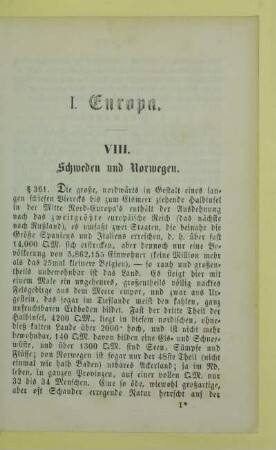 I. Europa.
VIII.
Schweden und Norwegen.
§ 361. Die große, nordwärts in Gestalt eines lan-
gen schiefen Vierecks bis zum Eismeer ziehende Halbinsel
in der Mitte Nord-Europa's enthält der Ausdehnung
nach das zweitgrößte europäische Reich (das nächste
nach Rußland), es umfaßt zwei Staaten, die beinahe die
Größe Spaniens und Italiens erreichen, d. h. über fast
14,000 Q.M. sich erstrecken, aber dennoch nur eine Be-
völkerung von 5,862,155 Einwohner (keine Million mehr
als das 25mal kleinere Belgien), — so rauh und großen-
theils unbewohnbar ist das Land. Es steigt hier mit
einem Male ein ungeheures, großentheils völlig nacktes
Felsgebirge aus dem Meere empor, und zwar aus Un-
gestein, das sogar im Tieflande meist den kahlen, ganz
unfruchtbaren Erdboden bildet. Fast der dritte Theil der
Halbinsel, 4200 Q.M., liegt in diesem nordischen, ohne-
dieß kalten Lande über 2000' hoch, und ist nicht mehr
bewohnbar, 140 Q.M. davon bilden eine Eis- und Schnee-
wüste, und über 1300 Q.M. sind Seen, Sümpfe und
Flüsse; von Norwegen ist sogar nur der 48ste Theil (nicht
einmal wie halb Baden) nutbares Ackerland; ja im Nd.
leben, in ganzen Provinzen, auf einer vollen Q.M. nur
32 bis 34 Menschen. Eine so öde, wiewohl großartige,
aber oft Schauder erregende Natur herrscht auf der
1*